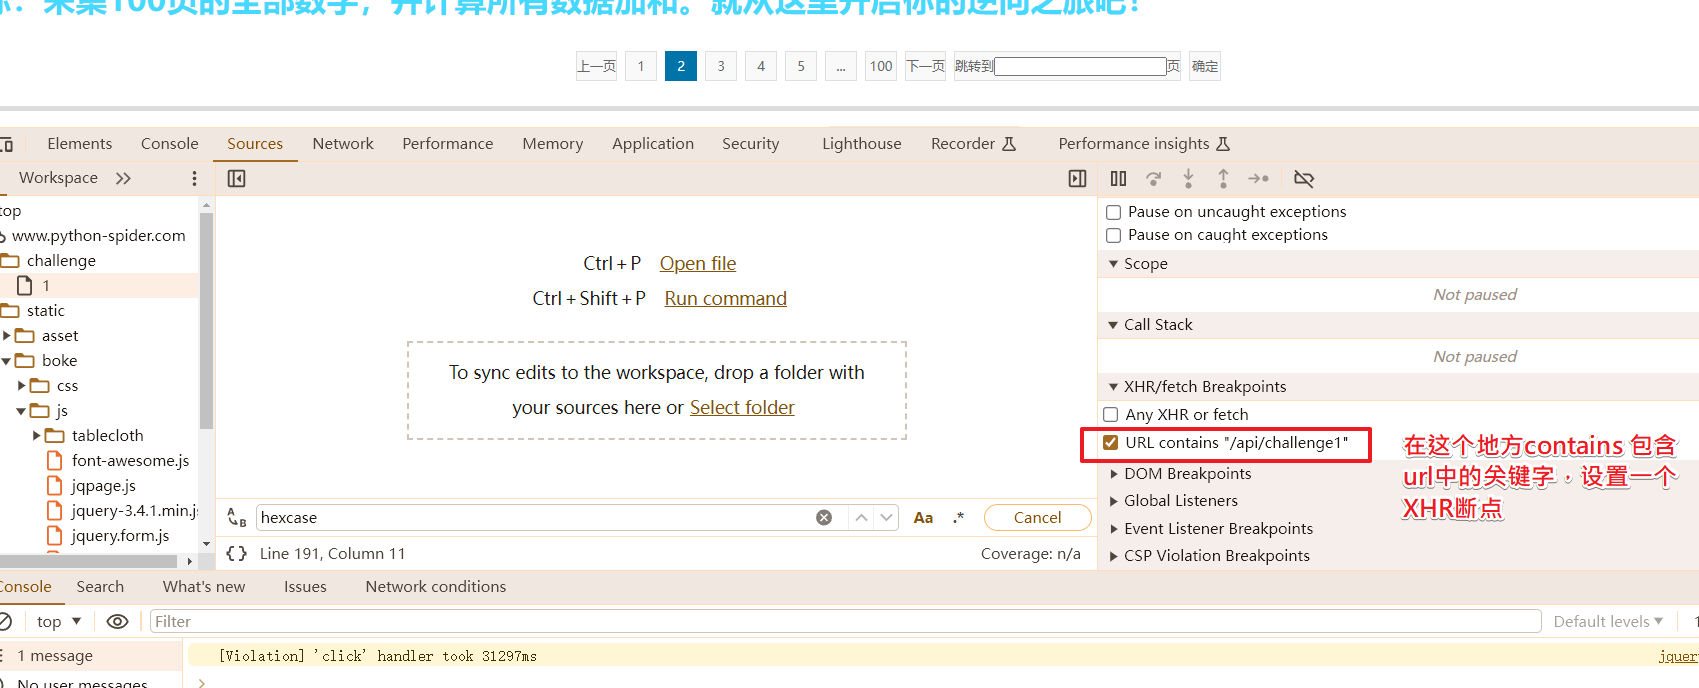 标：采集100页的全部数字，并计算所有数据加和。就从这里开启你的逆向之旅吧！
上一页 1 2 3 4 5 ... 100 下一页 跳转到 页 确定
Elements Console Sources Network Performance Memory Application Security Lighthouse Recorder Performance insights
Workspace
top
www.python-spider.com
challenge
1
static
asset
boke
css
js
tablecloth
font-awesome.js
jqpage.js
jquery-3.4.1.min.js
jquery.form.js
Ctrl + P Open file
Ctrl + Shift + P Run command
To sync edits to the workspace, drop a folder with
your sources here or Select folder
hexcase Aa .* Cancel
{} Line 191, Column 11 Coverage: n/a
Pause on uncaught exceptions
Pause on caught exceptions
Scope
Not paused
Call Stack
Not paused
XHR/fetch Breakpoints
Any XHR or fetch
URL contains "/api/challenge1"
DOM Breakpoints
Global Listeners
Event Listener Breakpoints
CSP Violation Breakpoints
在这个地方contains 包含
url中的关键字，设置一个
XHR断点
Console Search What's new Issues Network conditions
top Filter Default levels 1
1 message
[Violation] 'click' handler took 31297ms jquer
No user messages